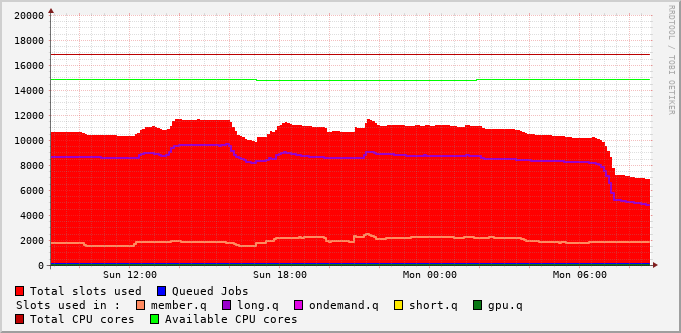 RRDTOOL / TOBI OETIKER
20000
18000
16000
14000
12000
10000
8000
6000
4000
2000
0
Sun 12:00 Sun 18:00 Mon 00:00 Mon 06:00
Total slots used Queued Jobs
Slots used in : member.q long.q ondemand.q short.q gpu.q
Total CPU cores Available CPU cores